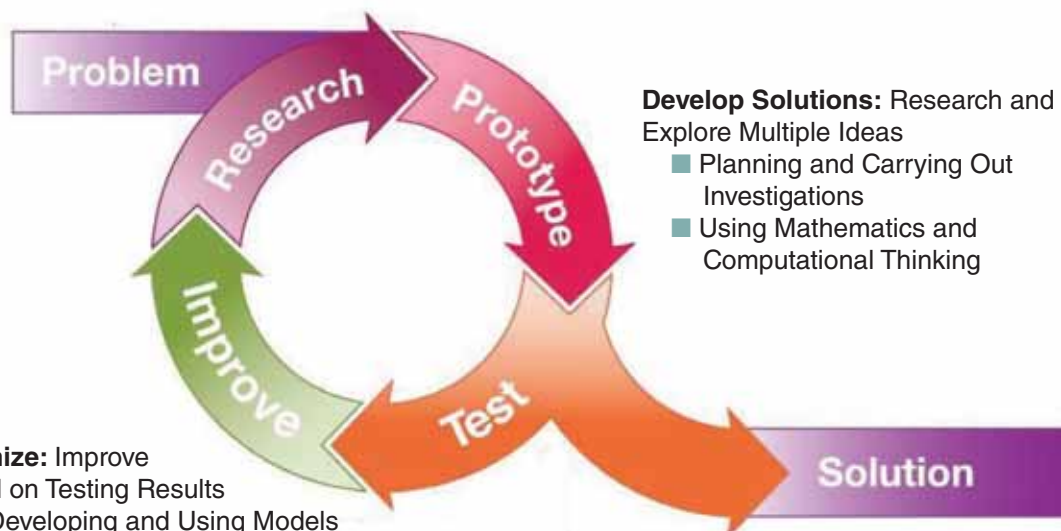 Problem
Research
Prototype
Develop Solutions: Research and
Explore Multiple Ideas
■ Planning and Carrying Out
Investigations
■ Using Mathematics and
Computational Thinking
Improve
Test
Solution
Improve
on Testing Results
Developing and Using Models